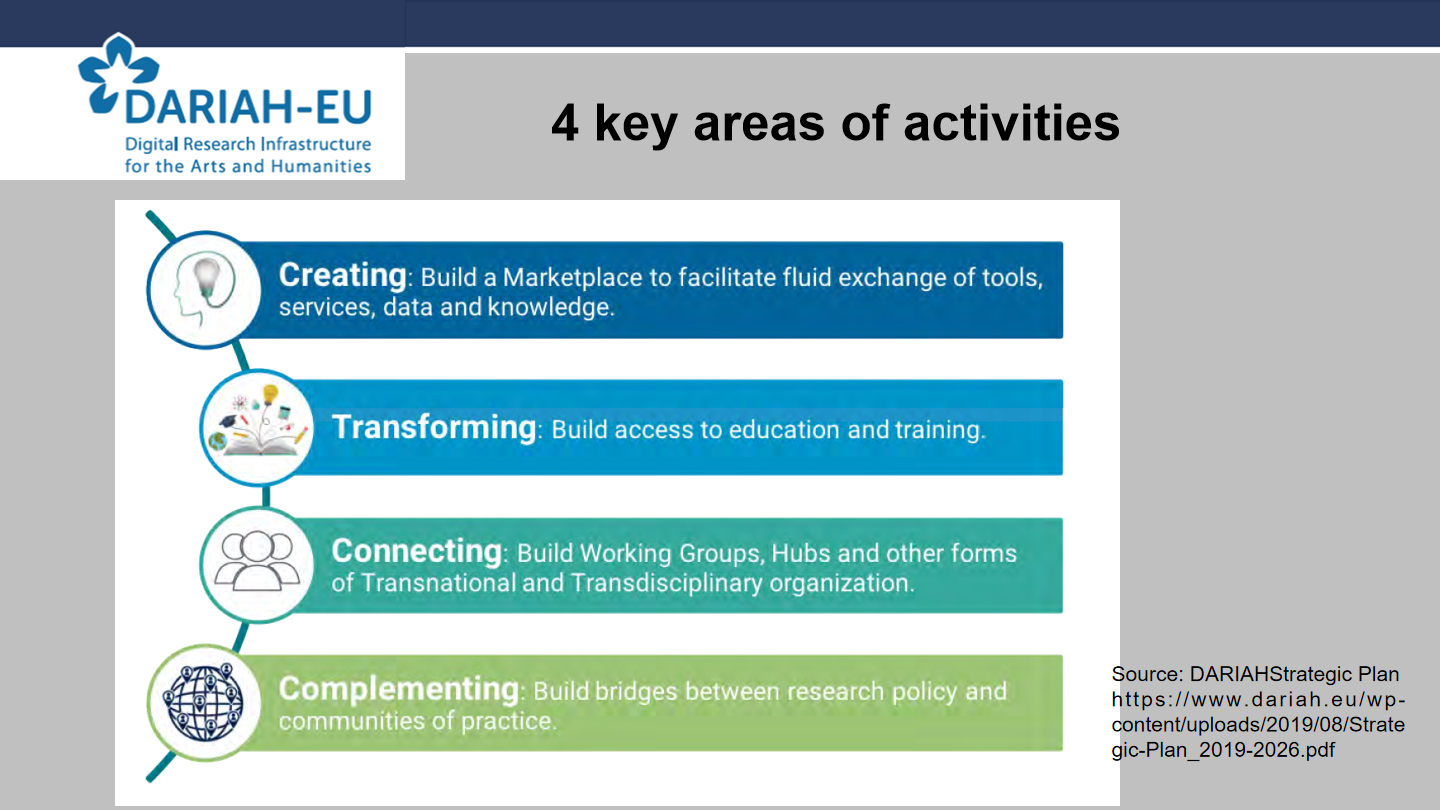 DARIAH-EU
Digital Research Infrastructure
for the Arts and Humanities
4 key areas of activities
Creating: Build a Marketplace to facilitate fluid exchange of tools,
services, data and knowledge.
Transforming: Build access to education and training.
Connecting: Build Working Groups, Hubs and other forms
of Transnational and Transdisciplinary organization.
Complementing: Build bridges between research policy and
communities of practice.
Source: DARIAHStrategic Plan
https://www.dariah.eu/wp-
content/uploads/2019/08/Strate
gic-Plan_2019-2026.pdf